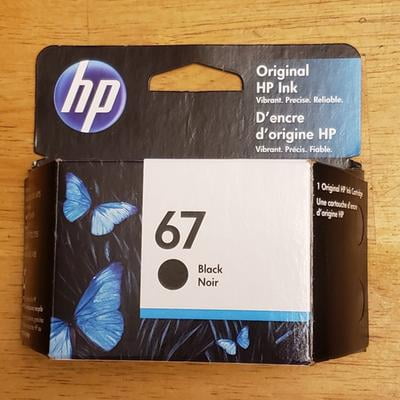 hp
Original
HP Ink
Vibrant. Precise. Reliable.
D'encre
d'origine HP
Vibrant. Précis. Fiable.
1 Original HP Ink Cartridge
Une cartouche d'encre
d'origine HP
67
Black
Noir